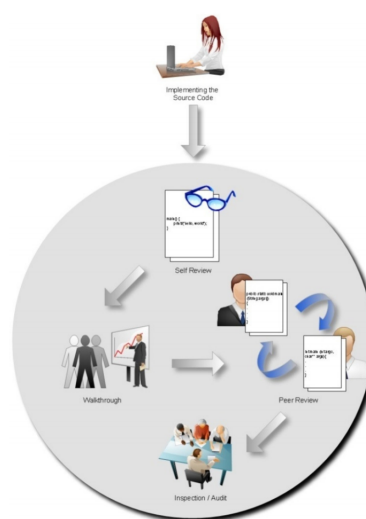 Implementing the
Source Code
Self Review
Walkthrough
Peer Review
Inspection / Audit